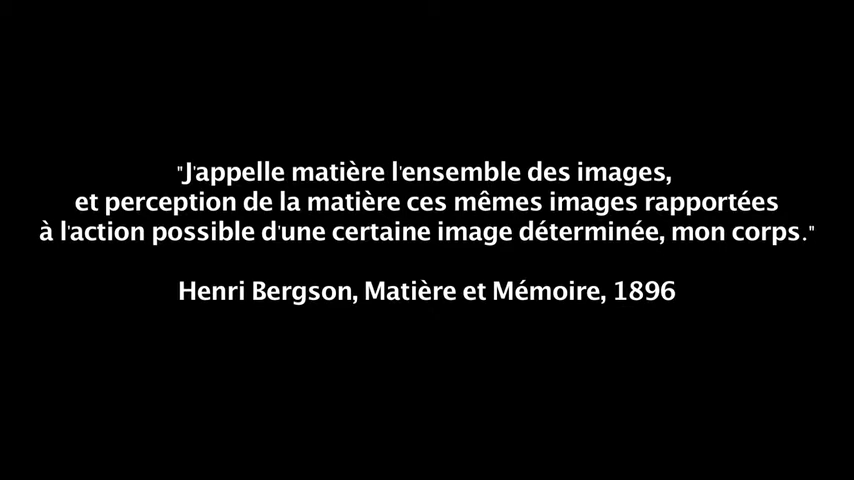 "J'appelle matière l'ensemble des images,
et perception de la matière ces mêmes images rapportées
à l'action possible d'une certaine image déterminée, mon corps."
Henri Bergson, Matière et Mémoire, 1896